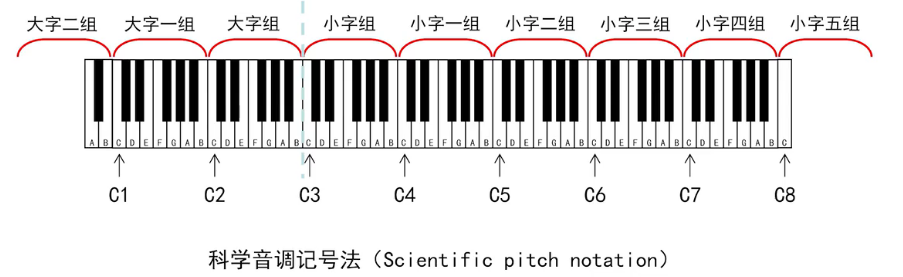 大字二组 大字一组 大字组 小字组 小字一组 小字二组 小字三组 小字四组 小字五组
A B C D E F G A B C D E F G A B C D E F G A B C D E F G A B C D E F G A B C D E F G A B C D E F G A B C
C1 C2 C3 C4 C5 C6 C7 C8
科学音调记号法（Scientific pitch notation）